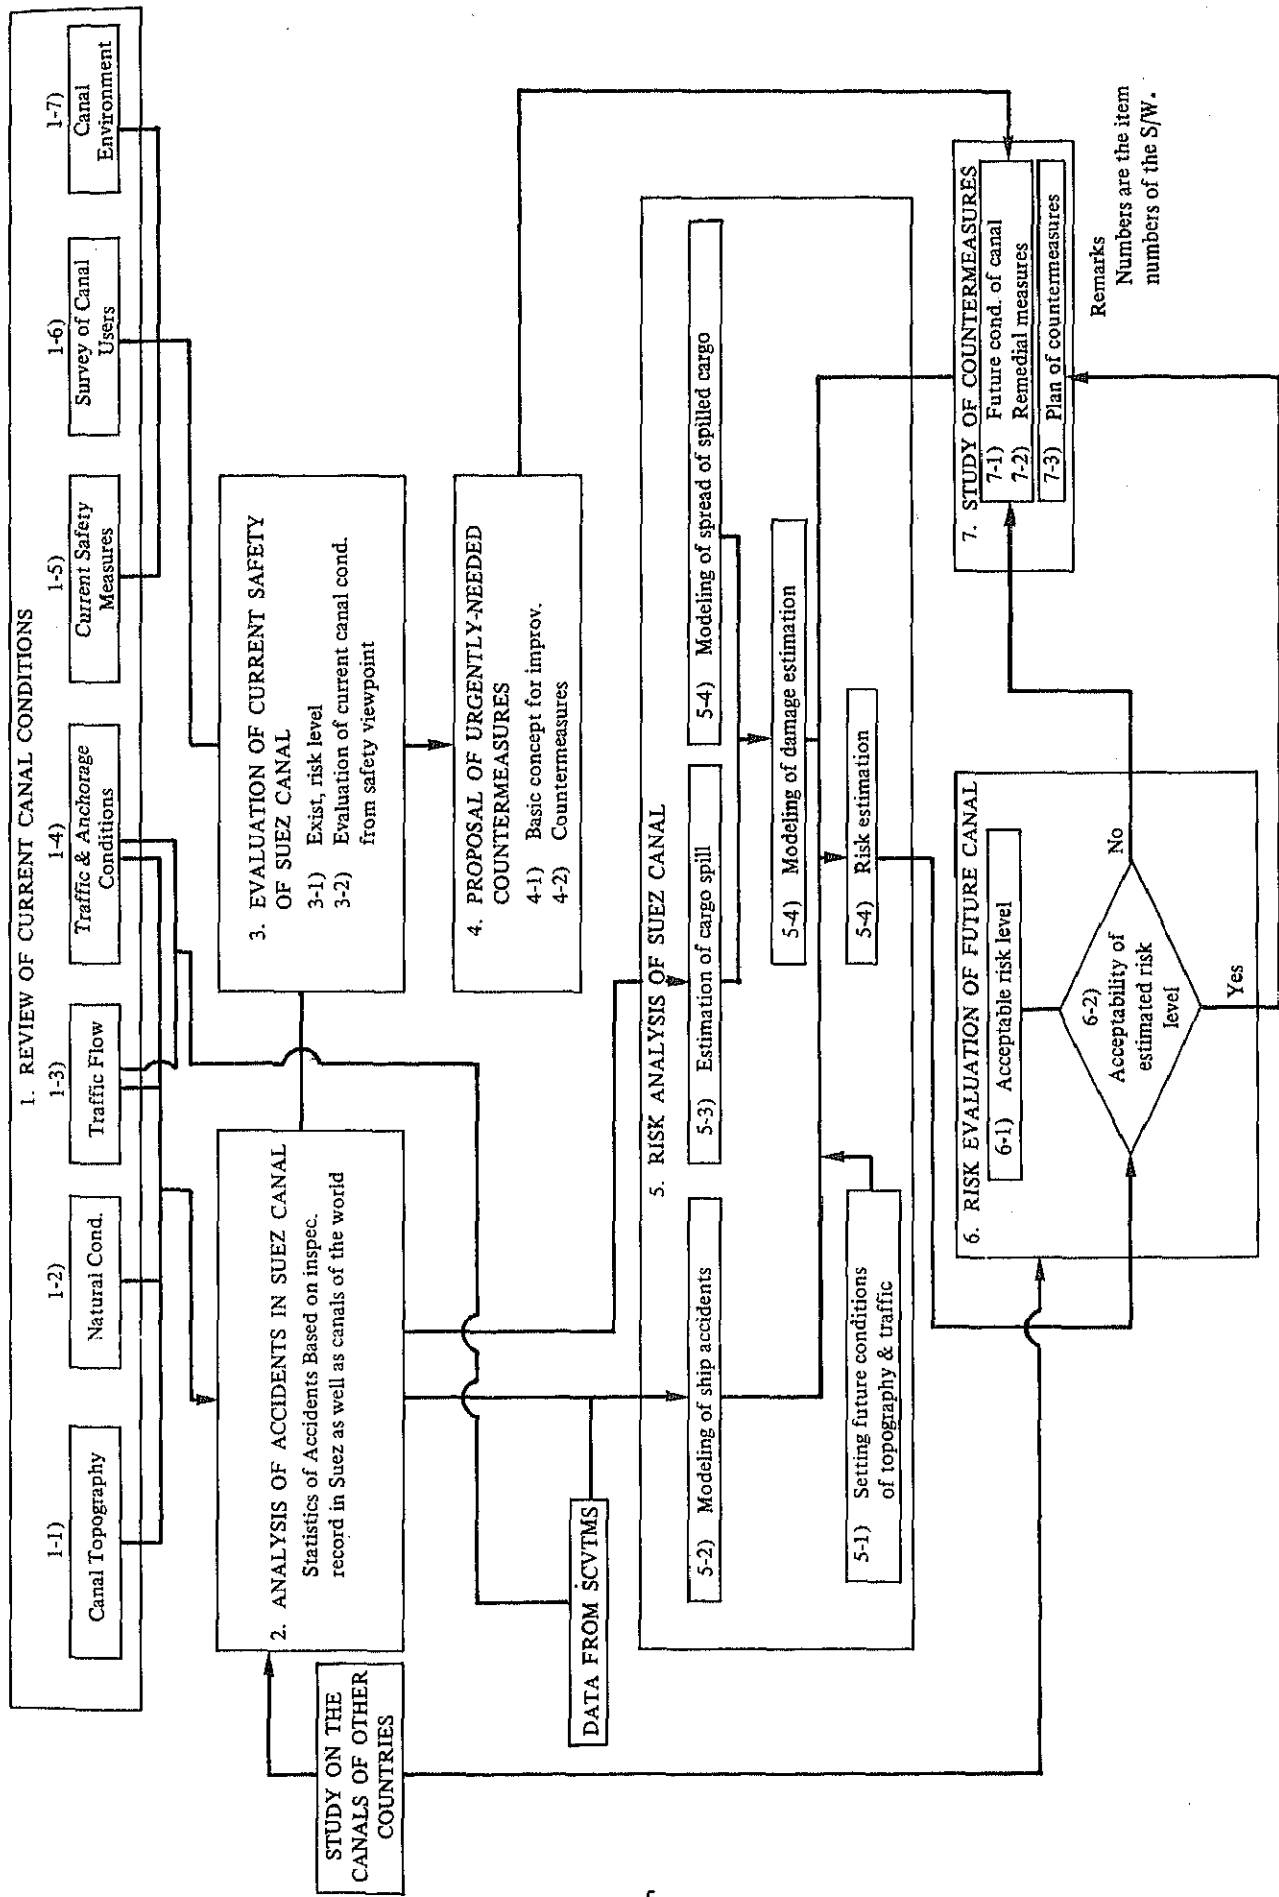 1. REVIEW OF CURRENT CANAL CONDITIONS
1-1)
Canal Topography
1-2)
Natural Cond.
1-3)
Traffic Flow
1-4)
Traffic & Anchorage
Conditions
1-5)
Current Safety
Measures
1-6)
Survey of Canal
Users
1-7)
Canal
Environment
2. ANALYSIS OF ACCIDENTS IN SUEZ CANAL
Statistics of Accidents Based on inspec.
record in Suez as well as canals of the world
3. EVALUATION OF CURRENT SAFETY
OF SUEZ CANAL
3-1) Exist, risk level
3-2) Evaluation of current canal cond.
from safety viewpoint
STUDY ON THE
CANALS OF OTHER
COUNTRIES
4. PROPOSAL OF URGENTLY-NEEDED
COUNTERMEASURES
4-1) Basic concept for improv.
4-2) Countermeasures
DATA FROM SCVTMS
5. RISK ANALYSIS OF SUEZ CANAL
5-2) Modeling of ship accidents
5-3) Estimation of cargo spill
5-4) Modeling of spread of spilled cargo
5-4) Modeling of damage estimation
5-1) Setting future conditions
of topography & traffic
5-4) Risk estimation
6. RISK EVALUATION OF FUTURE CANAL
6-1) Acceptable risk level
6-2)
Acceptability of
estimated risk
level
No
Yes
7. STUDY OF COUNTERMEASURES
7-1) Future cond. of canal
7-2) Remedial measures
7-3) Plan of countermeasures
Remarks
Numbers are the item
numbers of the S/W.